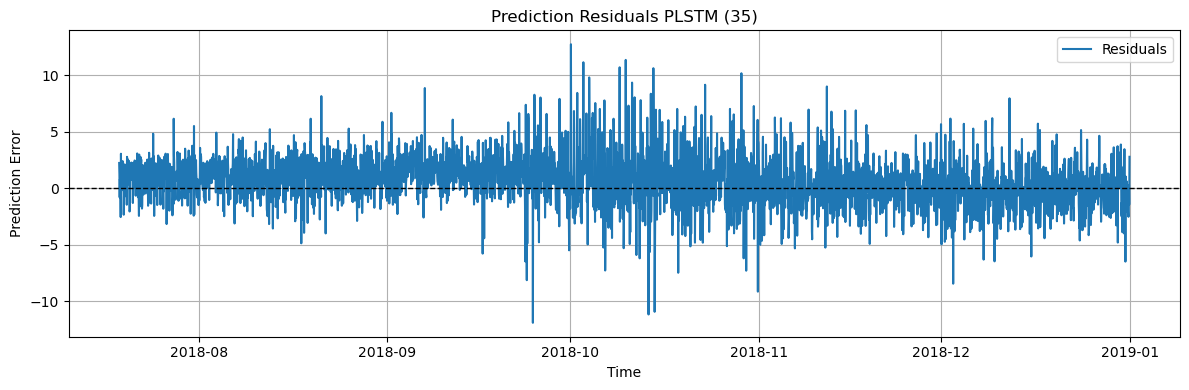 Prediction Residuals PLSTM (35)
Residuals
Prediction Error
10
5
0
−5
−10
2018-08 2018-09 2018-10 2018-11 2018-12 2019-01
Time